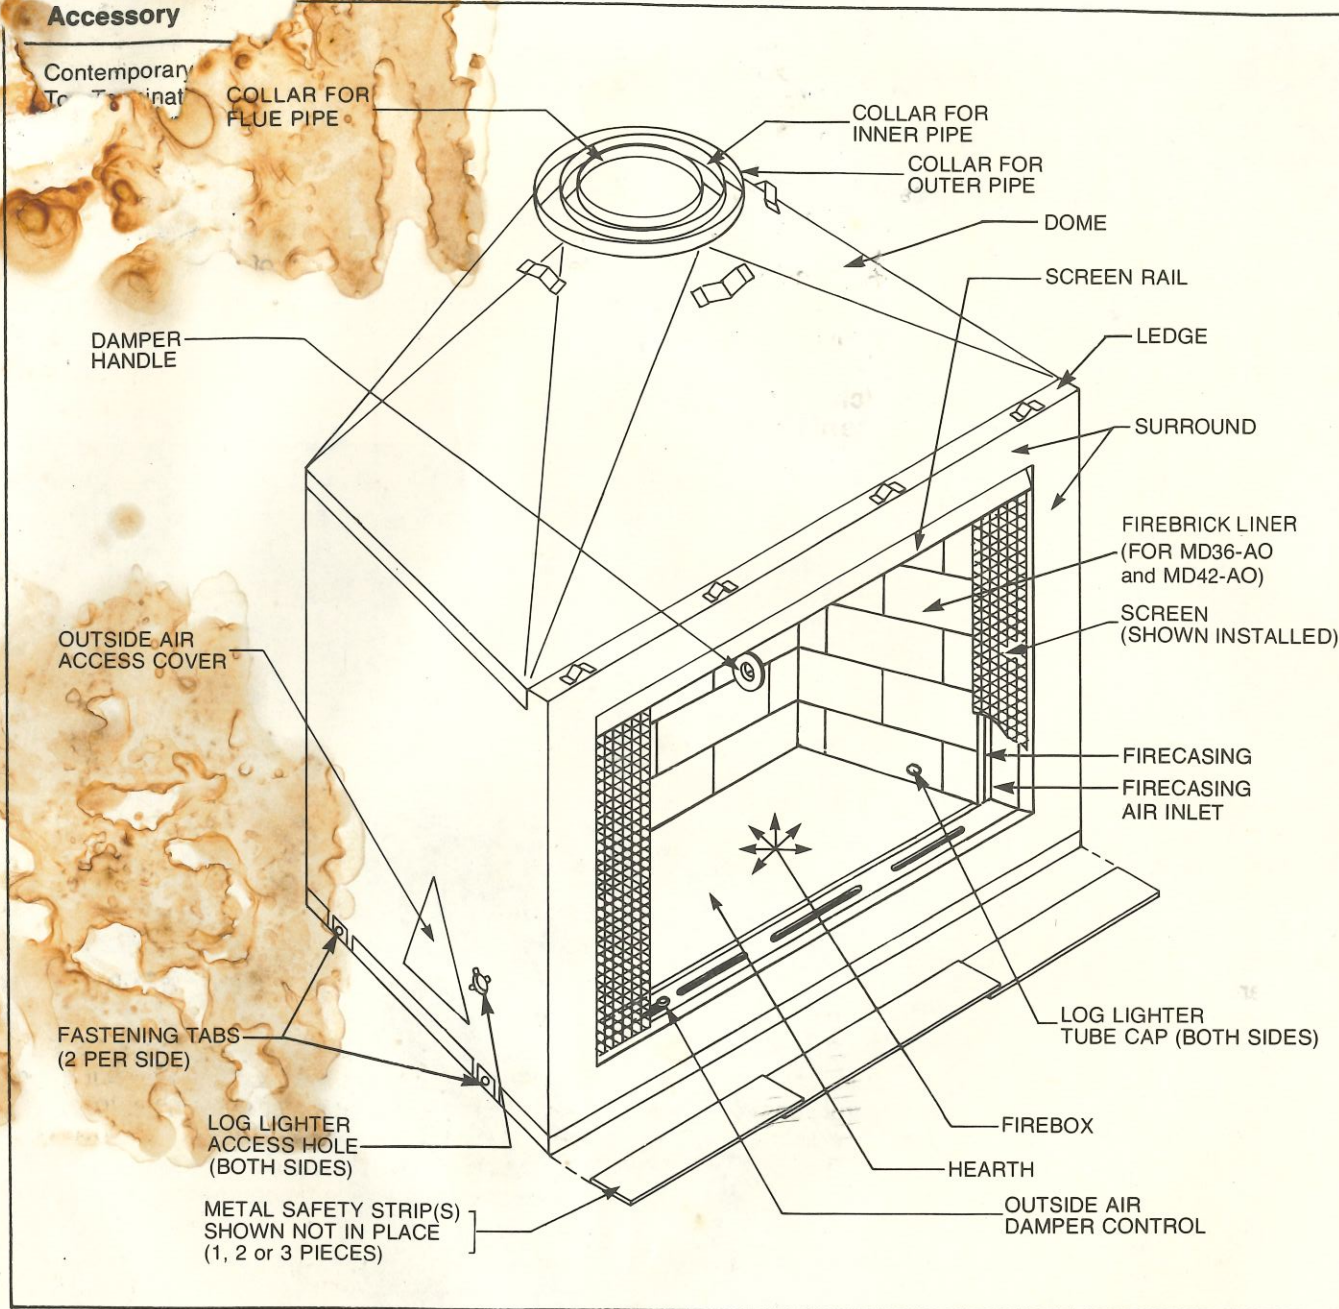 Accessory
Contemporary
COLLAR FOR
FLUE PIPE
COLLAR FOR
INNER PIPE
COLLAR FOR
OUTER PIPE
DOME
SCREEN RAIL
LEDGE
DAMPER
HANDLE
SURROUND
FIREBRICK LINER
(FOR MD36-AO
and MD42-AO)
SCREEN
(SHOWN INSTALLED)
OUTSIDE AIR
ACCESS COVER
FIRECASING
FIRECASING
AIR INLET
FASTENING TABS
(2 PER SIDE)
LOG LIGHTER
TUBE CAP (BOTH SIDES)
LOG LIGHTER
ACCESS HOLE
(BOTH SIDES)
FIREBOX
HEARTH
METAL SAFETY STRIP(S)
SHOWN NOT IN PLACE
(1, 2 or 3 PIECES)
OUTSIDE AIR
DAMPER CONTROL